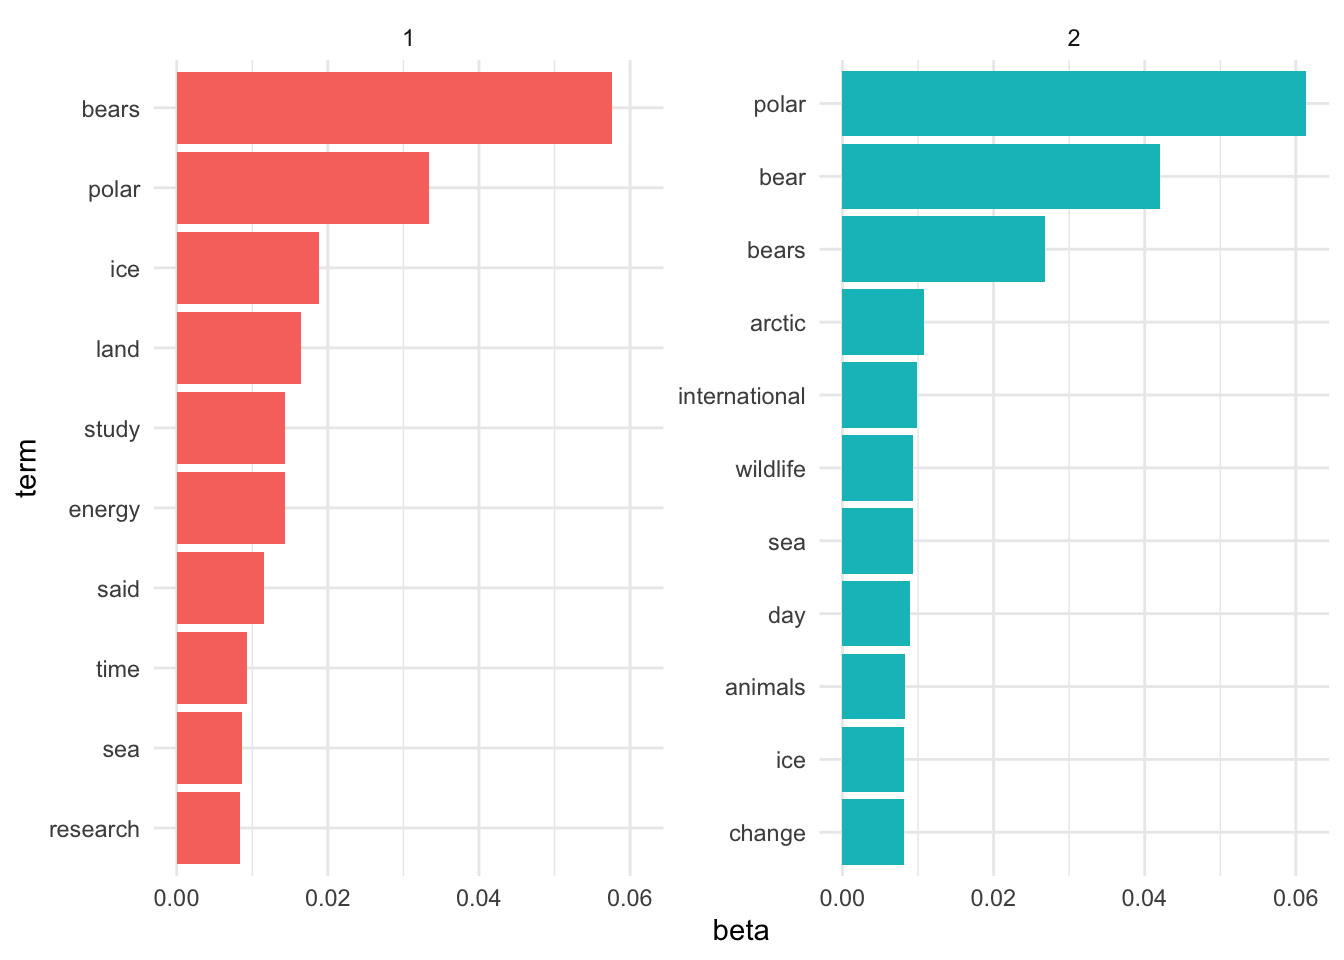 1
2
term
bears
polar
ice
land
study
energy
said
time
sea
research
0.00 0.02 0.04 0.06
polar
bear
bears
arctic
international
wildlife
sea
day
animals
ice
change
0.00 0.02 0.04 0.06
beta